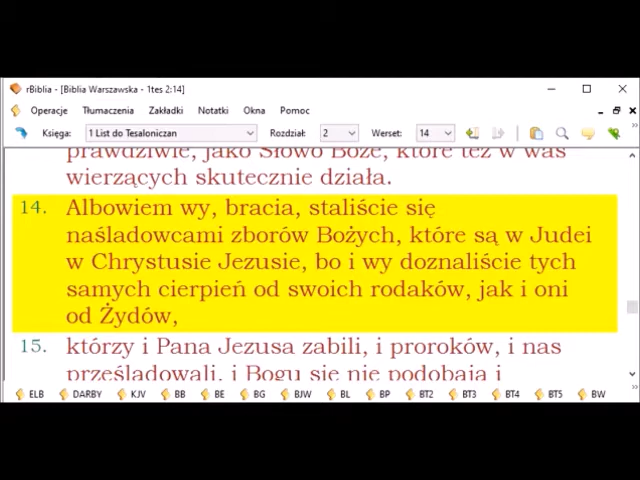 rBiblia - [Biblia Warszawska - 1tes 2:14]
Operacje Tłumaczenia Zakładki Notatki Okna Pomoc
Księga: 1 List do Tesaloniczan Rozdział: 2 Werset: 14
prawdziwie, jako Słowo Boże, które też w was
wierzących skutecznie działa.
14. Albowiem wy, bracia, staliście się
naśladowcami zborów Bożych, które są w Judei
w Chrystusie Jezusie, bo i wy doznaliście tych
samych cierpień od swoich rodaków, jak i oni
od Żydów,
15. którzy i Pana Jezusa zabili, i proroków, i nas
prześladowali, i Bogu się nie podobają i
ELB DARBY KJV BB BE BG BJW BL BP BT2 BT3 BT4 BT5 BW